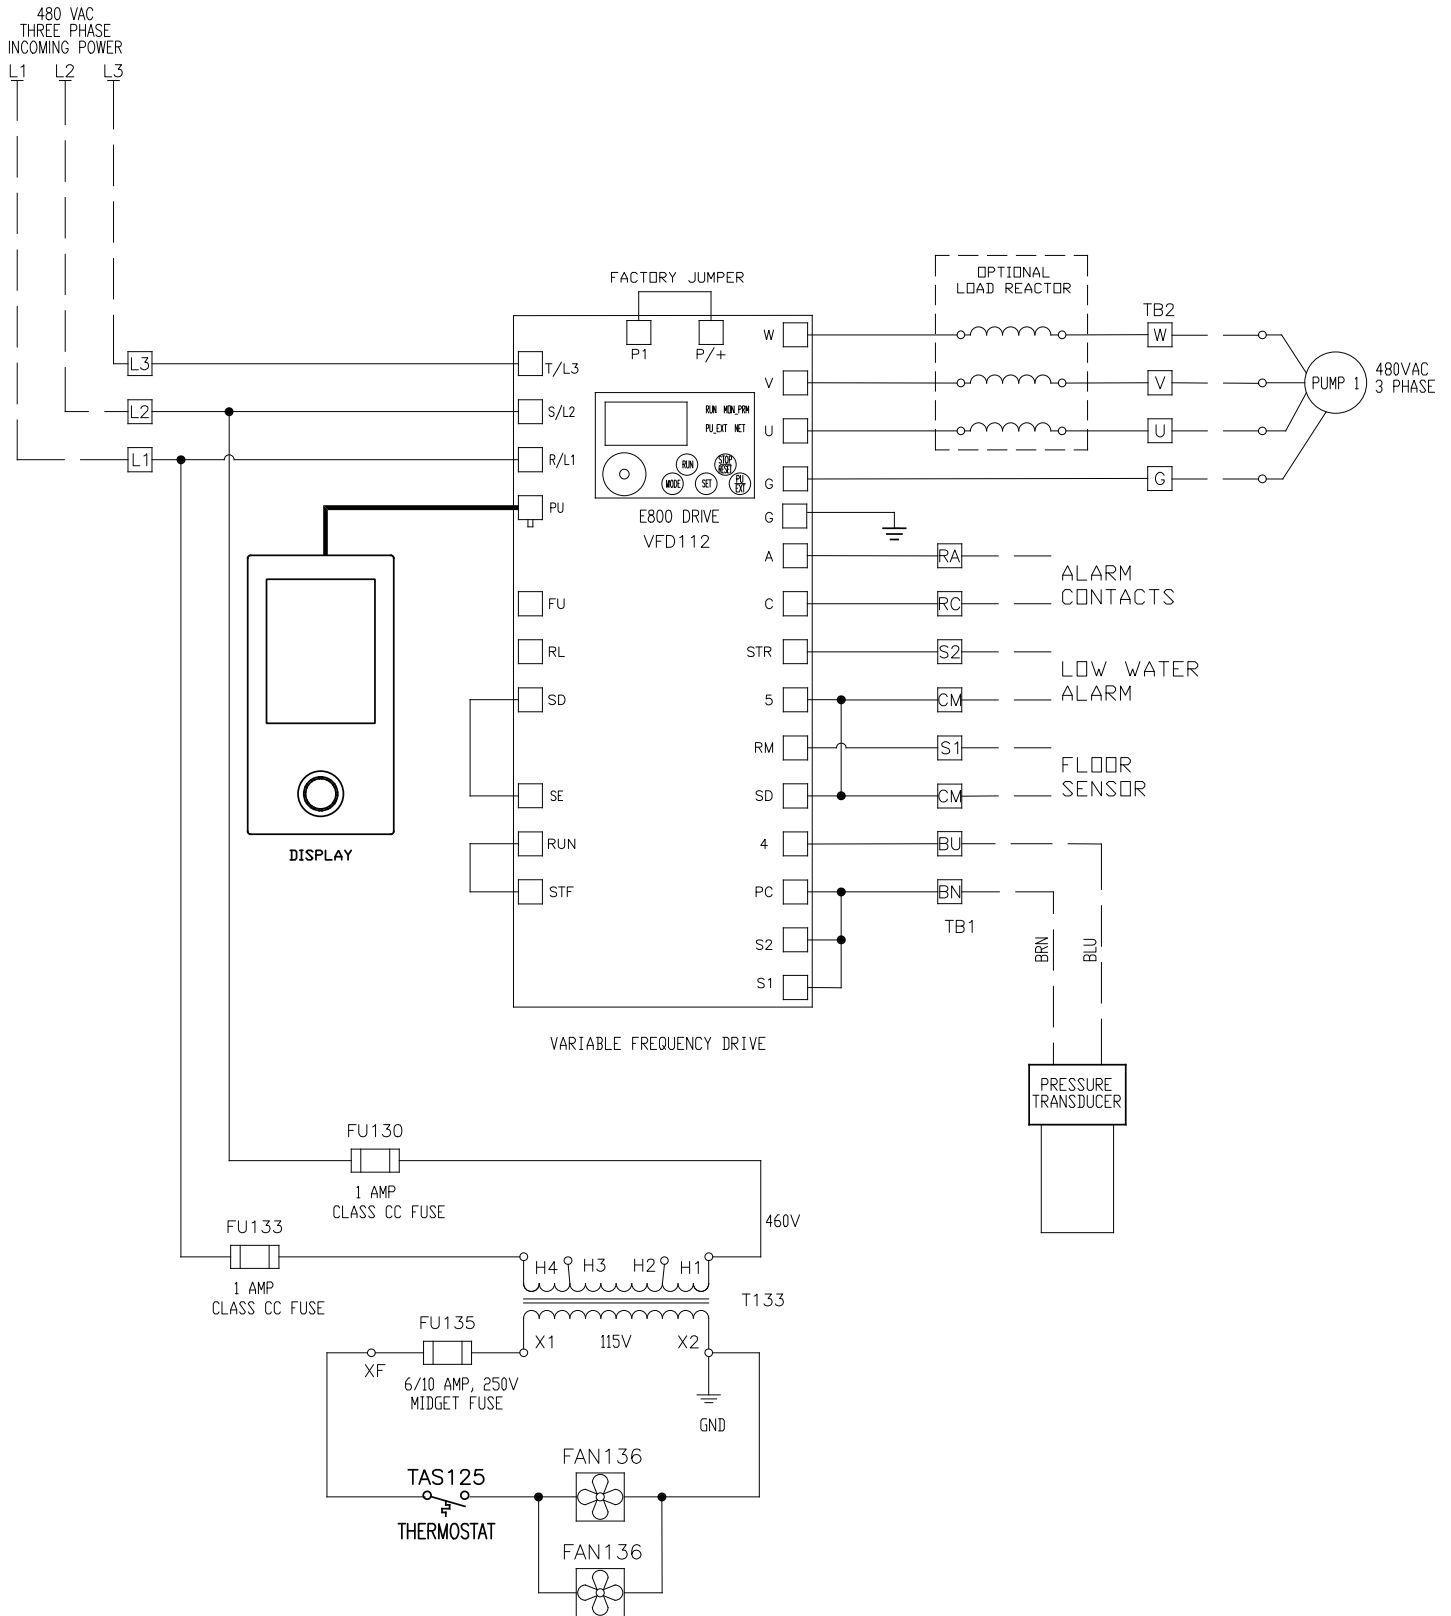 480 VAC
THREE PHASE
INCOMING POWER
L1 L2 L3
FACTORY JUMPER
P1 P/+
OPTIONAL
LOAD REACTOR
TB2
L3
T/L3
L2
S/L2
L1
R/L1
PU
FU
RL
SD
SE
RUN
STF
RUN MON_PRM
PU_EXT NET
RUN
STOP
RESET
MODE
SET
PU
EXT
E800 DRIVE
VFD112
W
V
U
G
G
A
C
STR
5
RM
SD
4
PC
S2
S1
W
V
U
G
PUMP 1
480VAC
3 PHASE
RA
RC
ALARM
CONTACTS
S2
CM
LOW WATER
ALARM
S1
CM
FLOOR
SENSOR
BU
BN
TB1
BRN
BLU
DISPLAY
VARIABLE FREQUENCY DRIVE
PRESSURE
TRANSDUCER
FU130
1 AMP
CLASS CC FUSE
460V
FU133
1 AMP
CLASS CC FUSE
H4 H3 H2 H1
T133
FU135
X1 115V X2
XF
6/10 AMP, 250V
MIDGET FUSE
GND
FAN136
TAS125
THERMOSTAT
FAN136